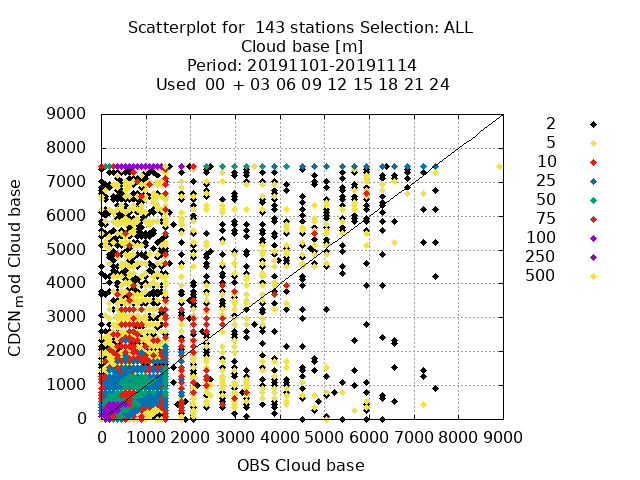 Scatterplot for  143 stations Selection: ALL
Cloud base [m]
Period: 20191101-20191114
Used  00 + 03 06 09 12 15 18 21 24
9000
8000
7000
6000
5000
4000
3000
2000
1000
0
CDCN_mod Cloud base
0 1000 2000 3000 4000 5000 6000 7000 8000 9000
OBS Cloud base
2
5
10
25
50
75
100
250
500